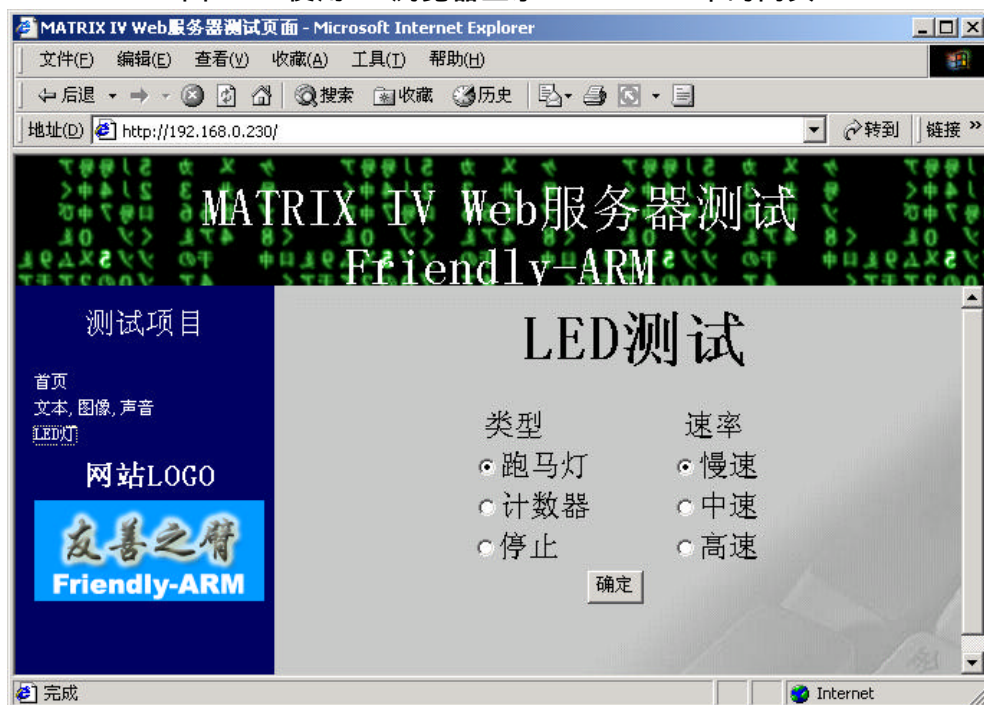 MATRIX IV Web服务器测试页面 - Microsoft Internet Explorer
文件(F) 编辑(E) 查看(V) 收藏(A) 工具(T) 帮助(H)
后退 搜索 收藏 历史
地址(D) http://192.168.0.230/ 转到 链接 »
MATRIX IV Web服务器测试
Friendly-ARM
测试项目
首页
文本,图像,声音
LED灯
网站LOGO
友善之臂
Friendly-ARM
LED测试
类型 速率
跑马灯 慢速
计数器 中速
停止 高速
确定
完成 Internet